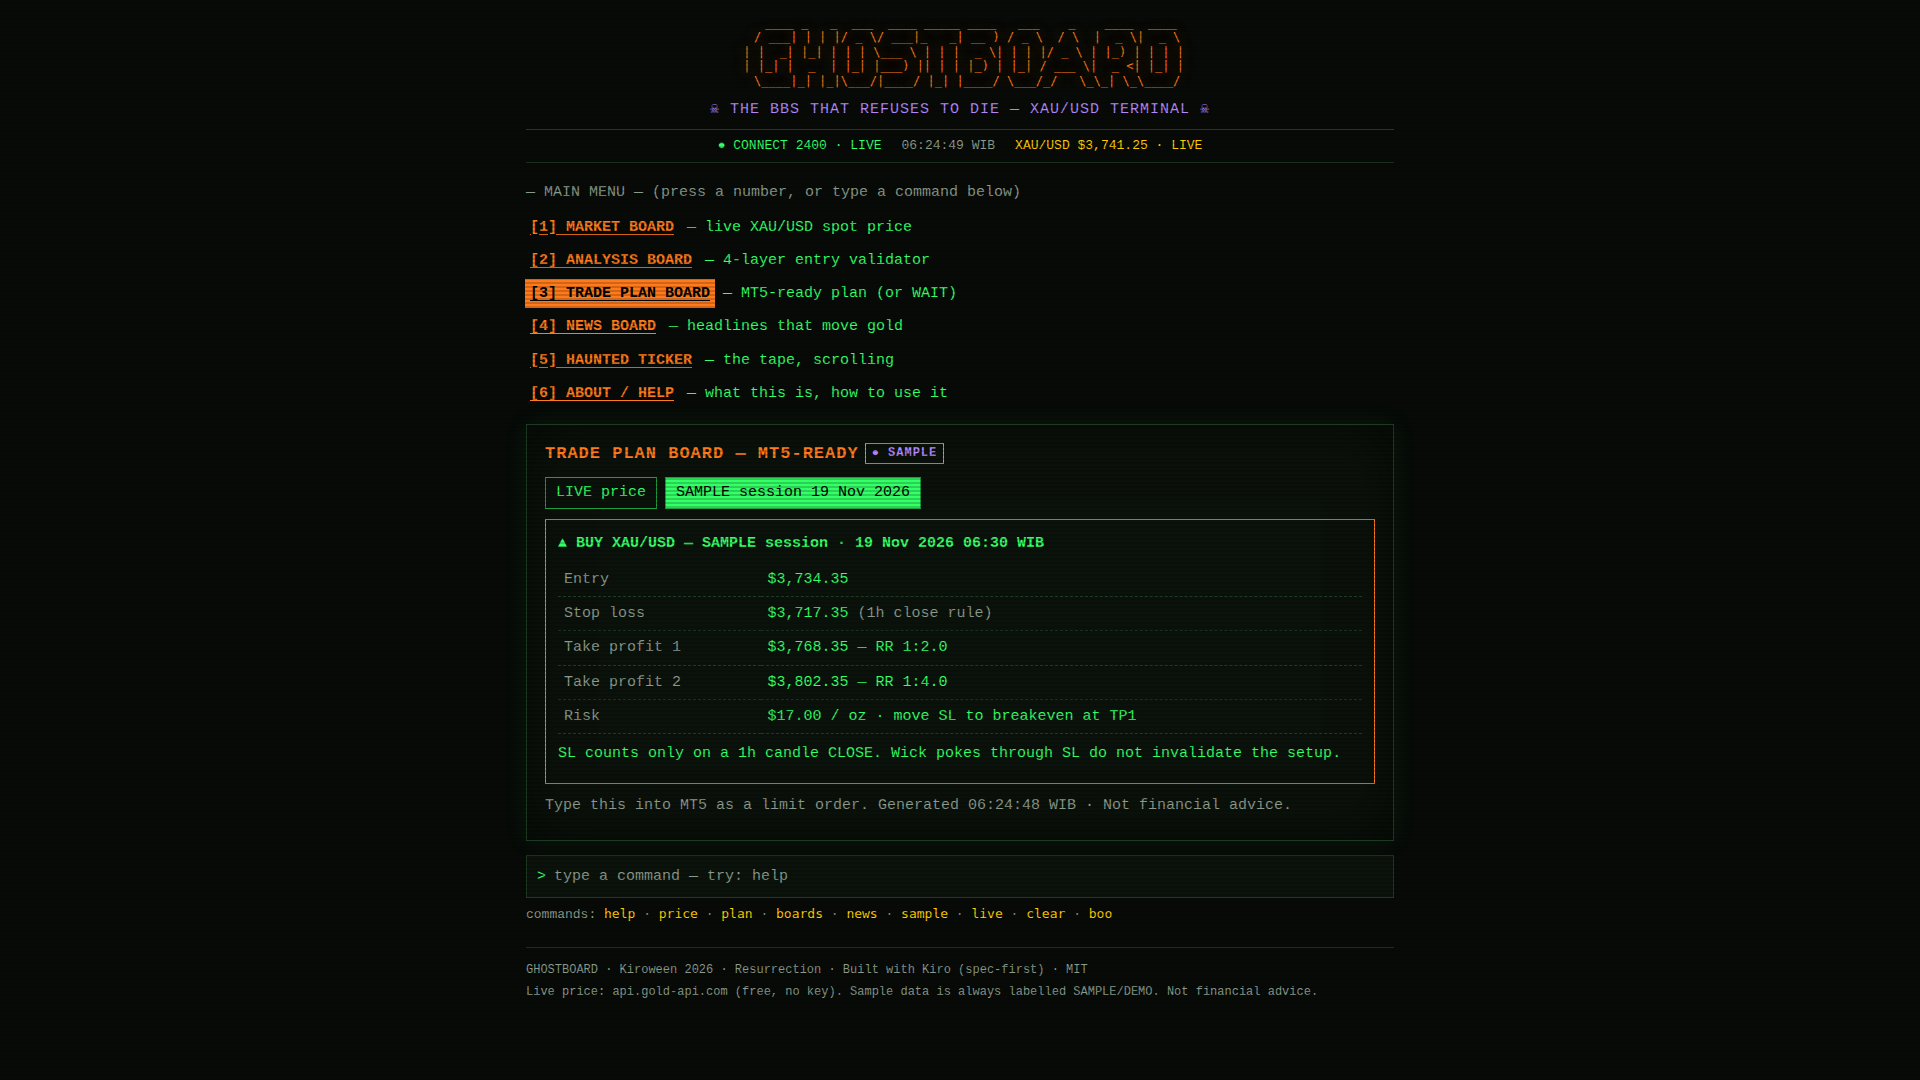 ☠ THE BBS THAT REFUSES TO DIE — XAU/USD TERMINAL ☠
● CONNECT 2400 · LIVE 06:24:49 WIB XAU/USD $3,741.25 · LIVE
— MAIN MENU — (press a number, or type a command below)
[1] MARKET BOARD — live XAU/USD spot price
[2] ANALYSIS BOARD — 4-layer entry validator
[3] TRADE PLAN BOARD — MT5-ready plan (or WAIT)
[4] NEWS BOARD — headlines that move gold
[5] HAUNTED TICKER — the tape, scrolling
[6] ABOUT / HELP — what this is, how to use it
TRADE PLAN BOARD — MT5-READY ● SAMPLE
LIVE price SAMPLE session 19 Nov 2026
▲ BUY XAU/USD — SAMPLE session · 19 Nov 2026 06:30 WIB
Entry $3,734.35
Stop loss $3,717.35 (1h close rule)
Take profit 1 $3,768.35 — RR 1:2.0
Take profit 2 $3,802.35 — RR 1:4.0
Risk $17.00 / oz · move SL to breakeven at TP1
SL counts only on a 1h candle CLOSE. Wick pokes through SL do not invalidate the setup.
Type this into MT5 as a limit order. Generated 06:24:48 WIB · Not financial advice.
> type a command — try: help
commands: help · price · plan · boards · news · sample · live · clear · boo
GHOSTBOARD · Kiroween 2026 · Resurrection · Built with Kiro (spec-first) · MIT
Live price: api.gold-api.com (free, no key). Sample data is always labelled SAMPLE/DEMO. Not financial advice.